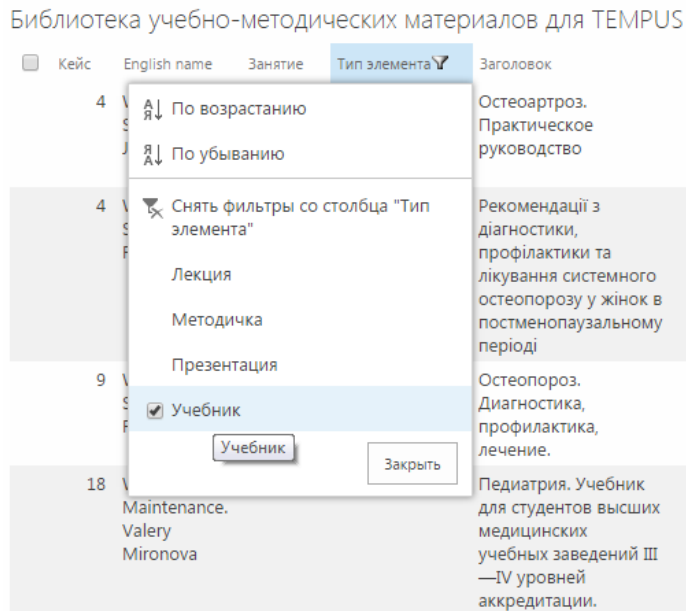 Библиотека учебно-методических материалов для TEMPUS
Кейс English name Занятие Тип элемента Заголовок
4
Остеоартроз.
Практическое
руководство
По возрастанию
По убыванию
Снять фильтры со столбца "Тип
элемента"
Лекция
Методичка
Презентация
Учебник
Учебник
Закрыть
4
Рекомендації з
діагностики,
профілактики та
лікування системного
остеопорозу у жінок в
постменопаузальному
періоді
9
Остеопороз.
Диагностика,
профилактика,
лечение.
18
Maintenance.
Valery
Mironova
Педиатрия. Учебник
для студентов высших
медицинских
учебных заведений III
—IV уровней
аккредитации.